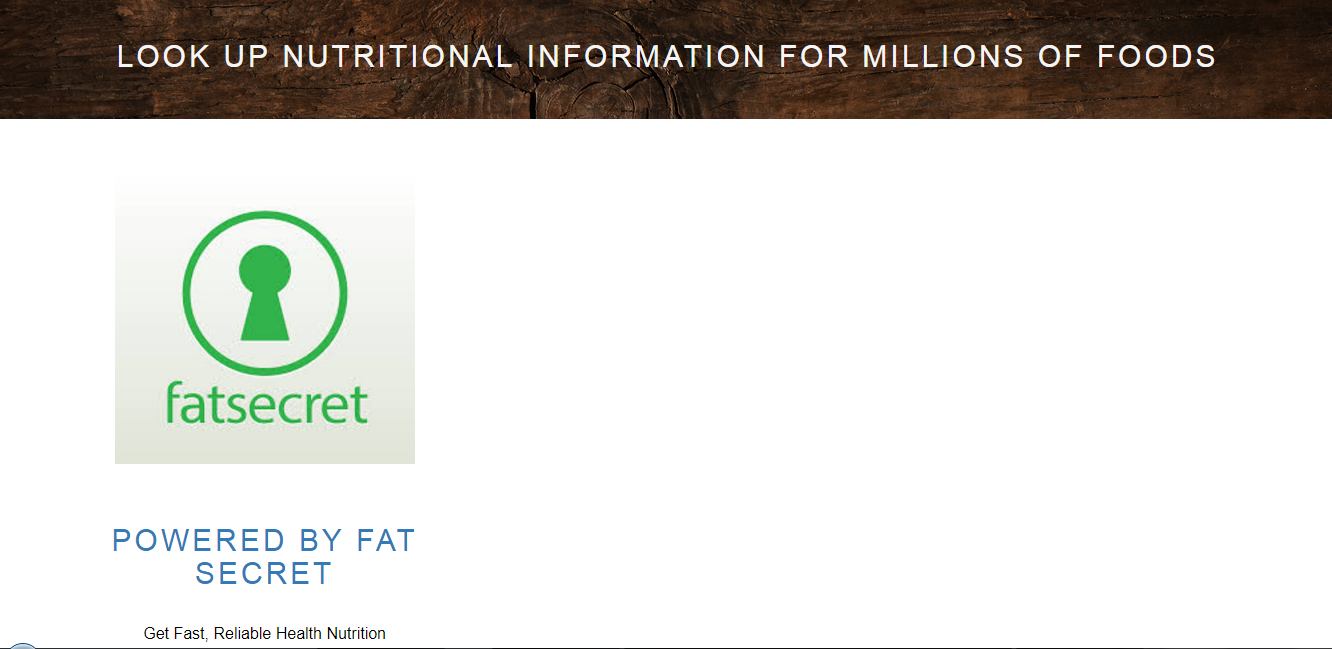 LOOK UP NUTRITIONAL INFORMATION FOR MILLIONS OF FOODS
fatsecret
POWERED BY FAT
SECRET
Get Fast, Reliable Health Nutrition